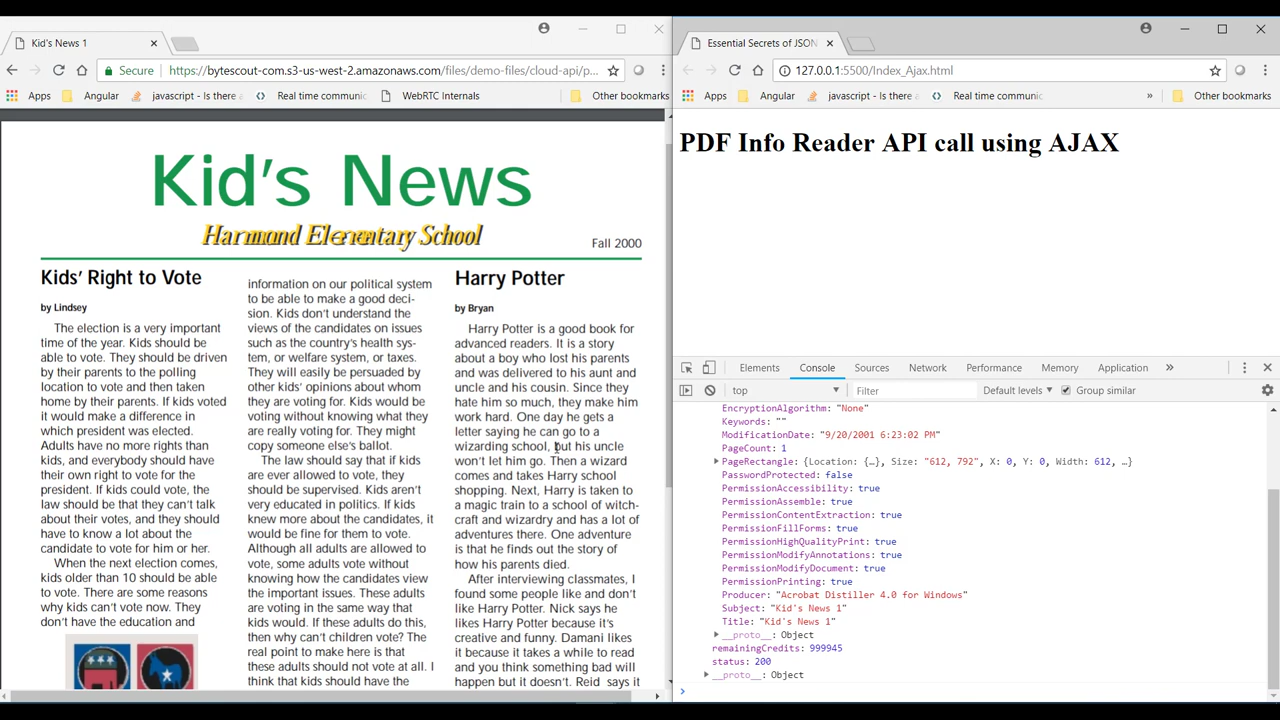 Kid's News 1
Secure
https://bytescout-com.s3-us-west-2.amazonaws.com/files/demo-files/cloud-api/p...
Apps
Angular
javascript - Is there a
Real time communic
WebRTC Internals
Other bookmarks
Kid's News
Harmond Elementary School
Fall 2000
Kids' Right to Vote
by Lindsey
The election is a very important
time of the year. Kids should be
able to vote. They should be driven
by their parents to the polling
location to vote and then taken
home by their parents. If kids voted
it would make a difference in
which president was elected.
Adults have no more rights than
kids, and everybody should have
their own right to vote for the
president. If kids could vote, the
law should be that they can't talk
about their votes, and they should
have to know a lot about the
candidate to vote for him or her.
When the next election comes,
kids older than 10 should be able
to vote. There are some reasons
why kids can't vote now. They
don't have the education and
information on our political system
to be able to make a good deci-
sion. Kids don't understand the
views of the candidates on issues
such as the country's health sys-
tem, or welfare system, or taxes.
They will easily be persuaded by
other kids' opinions about whom
they are voting for. Kids would be
voting without knowing what they
are really voting for. They might
copy someone else's ballot.
The law should say that if kids
are ever allowed to vote, they
should be supervised. Kids aren't
very educated in politics. If kids
knew more about the candidates, it
would be fine for them to vote.
Although all adults are allowed to
vote, some adults vote without
knowing how the candidates view
the important issues. These adults
are voting in the same way that
kids would. If these adults do this,
then why can't children vote? The
real point to make here is that
these adults should not vote at all. I
think that kids should have the
Harry Potter
by Bryan
Harry Potter is a good book for
advanced readers. It is a story
about a boy who lost his parents
and was delivered to his aunt and
uncle and his cousin. Since they
hate him so much, they make him
work hard. One day he gets a
letter saying he can go to a
wizarding school, but his uncle
won't let him go. Then a wizard
comes and takes Harry school
shopping. Next, Harry is taken to
a magic train to a school of witch-
craft and wizardry and has a lot of
adventures there. One adventure
is that he finds out the story of
how his parents died.
After interviewing classmates, I
found some people like and don't
like Harry Potter. Nick says he
likes Harry Potter because it's
creative and funny. Damani likes
it because it takes a while to read
and you think something bad will
happen but it doesn't. Reid says it
Essential Secrets of JSON
127.0.0.1:5500/Index_Ajax.html
Apps
Angular
javascript - Is there a
Real time communic
»
Other bookmarks
PDF Info Reader API call using AJAX
Elements
Console
Sources
Network
Performance
Memory
Application
»
top
Filter
Default levels
Group similar
EncryptionAlgorithm: "None"
Keywords: ""
ModificationDate: "9/20/2001 6:23:02 PM"
PageCount: 1
PageRectangle: {Location: {…}, Size: "612, 792", X: 0, Y: 0, Width: 612, …}
PasswordProtected: false
PermissionAccessibility: true
PermissionAssemble: true
PermissionContentExtraction: true
PermissionFillForms: true
PermissionHighQualityPrint: true
PermissionModifyAnnotations: true
PermissionModifyDocument: true
PermissionPrinting: true
Producer: "Acrobat Distiller 4.0 for Windows"
Subject: "Kid's News 1"
Title: "Kid's News 1"
__proto__: Object
remainingCredits: 999945
status: 200
__proto__: Object